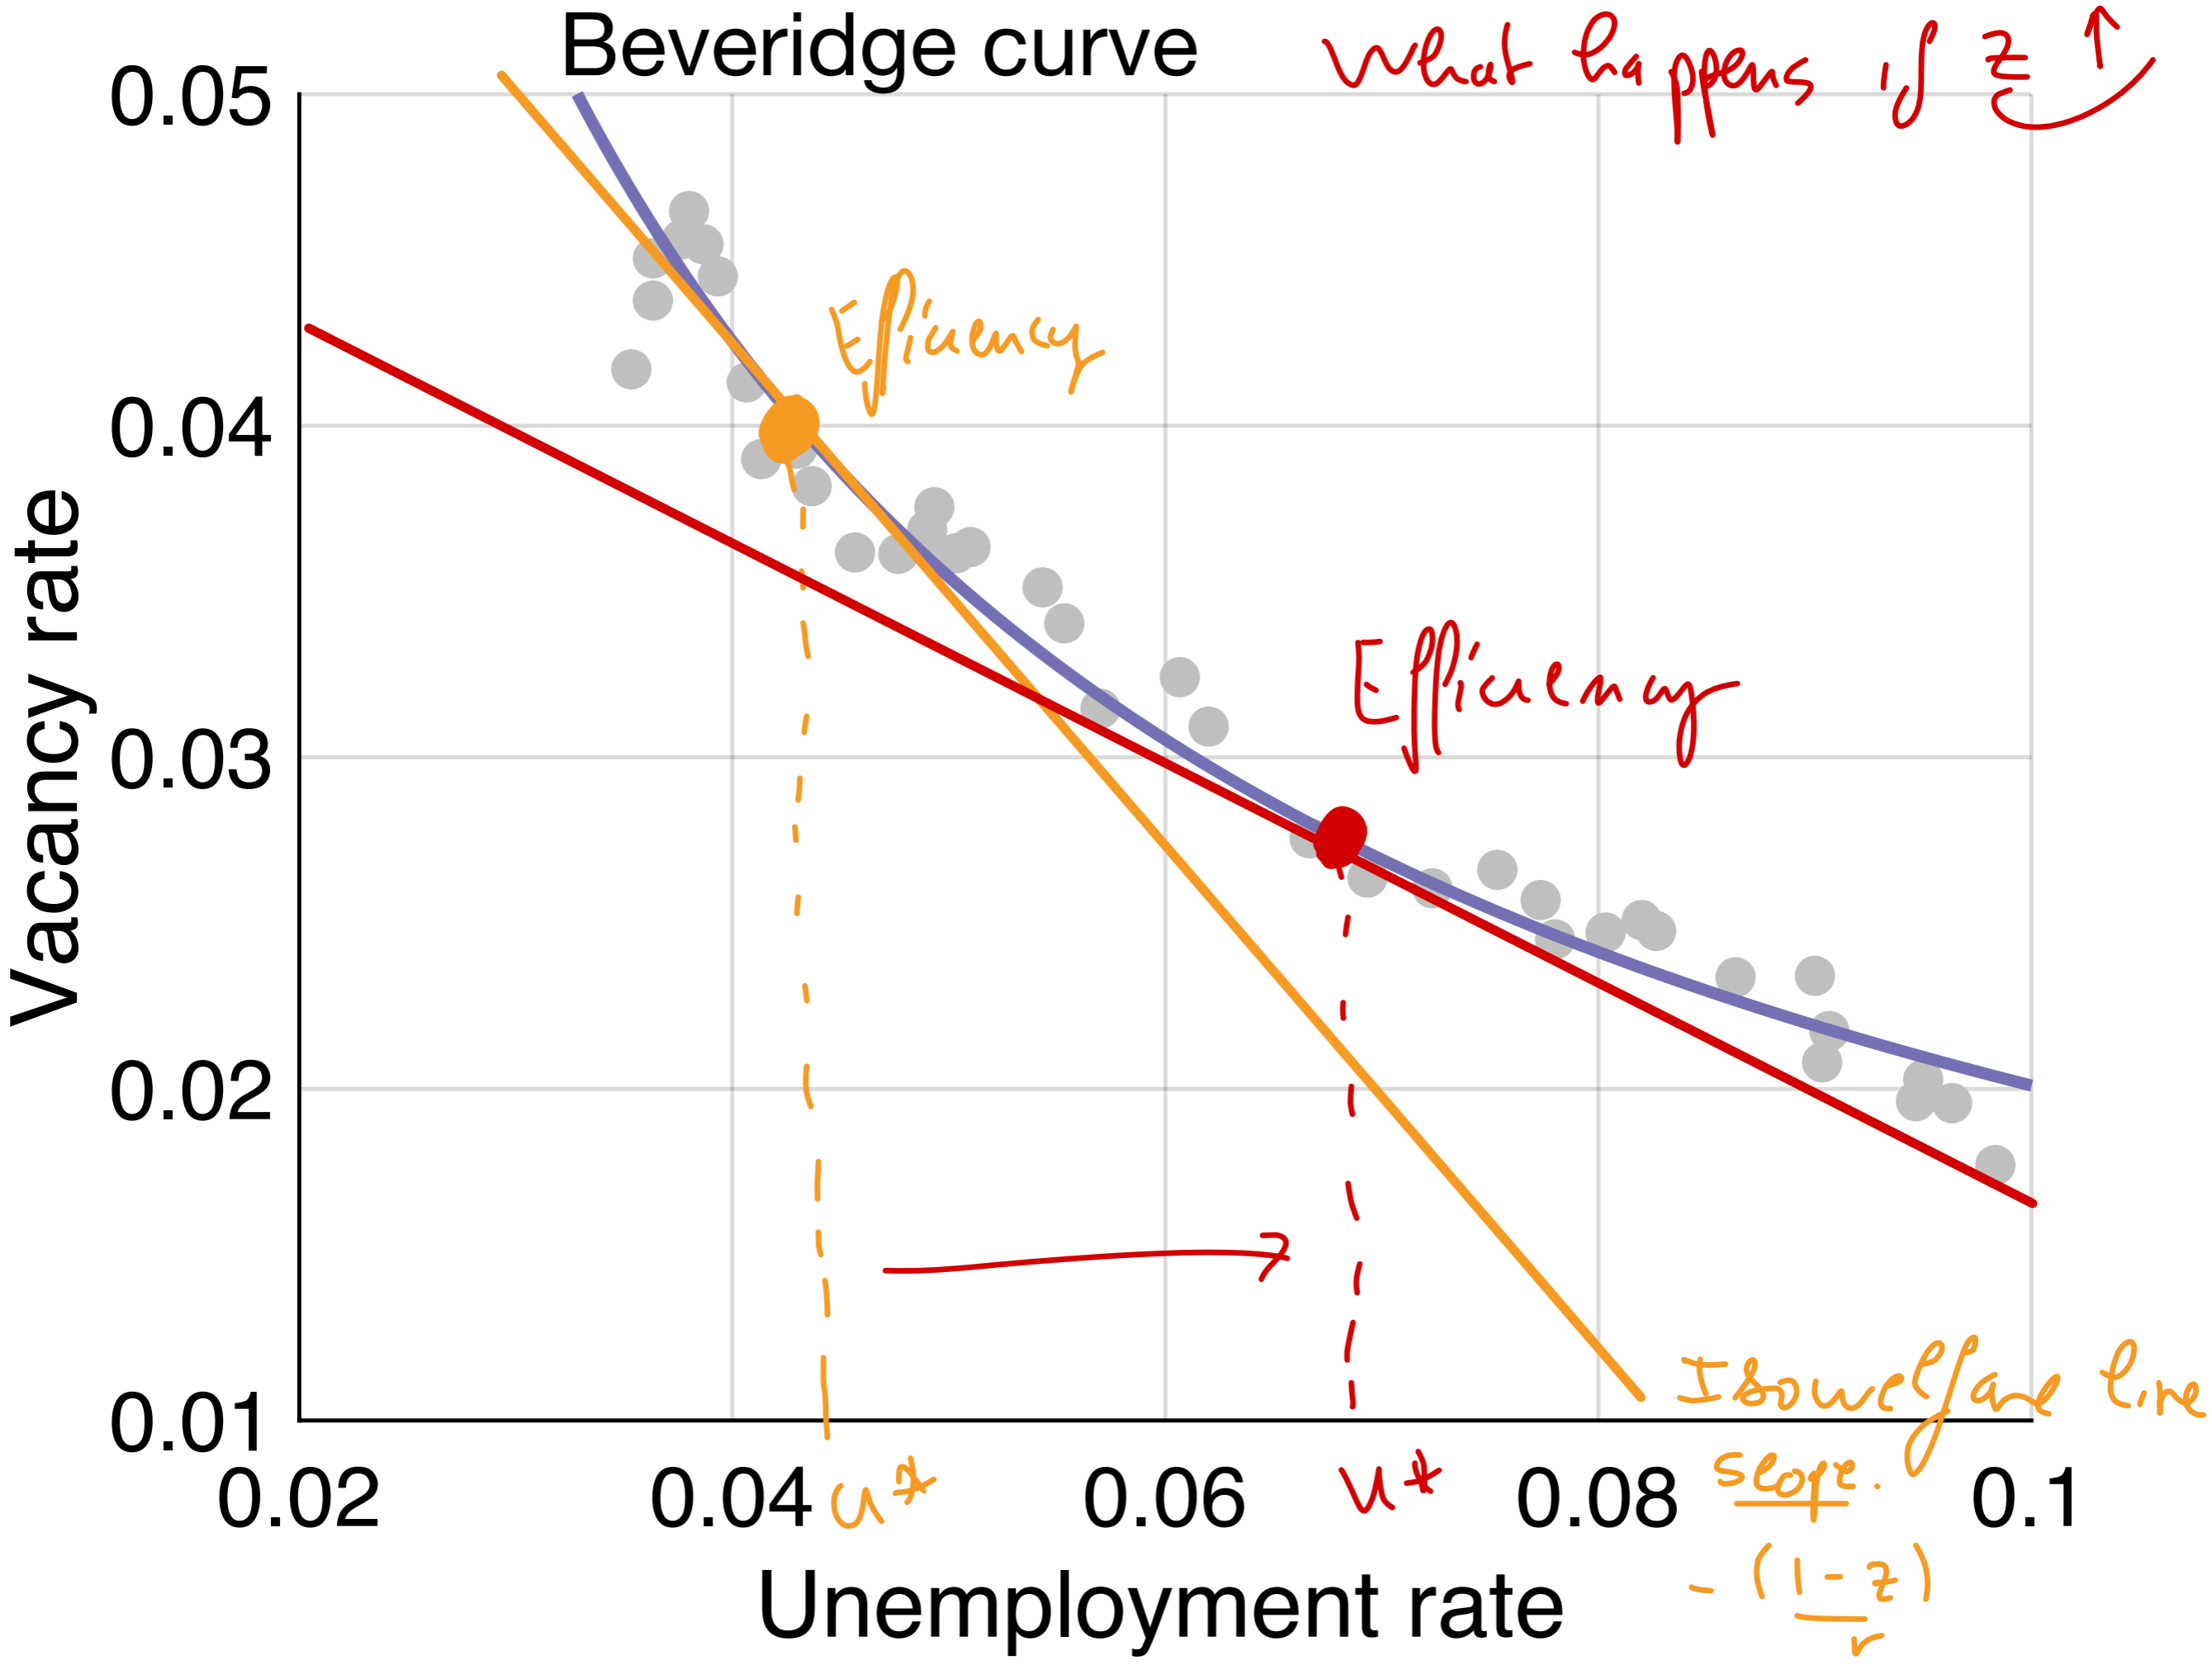 Beveridge curve
What happens if z ↑
0.05
0.04
0.03
0.02
0.01
Vacancy rate
Efficiency
Efficiency
Isowelfare line
slope:
- (1-z)
r
u*
u*
0.02 0.04 0.06 0.08 0.1
Unemployment rate